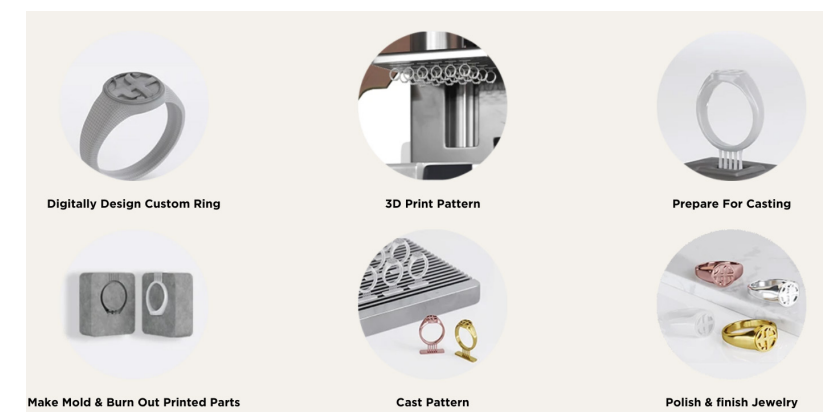 Digitally Design Custom Ring
3D Print Pattern
Prepare For Casting
Make Mold & Burn Out Printed Parts
Cast Pattern
Polish & finish Jewelry